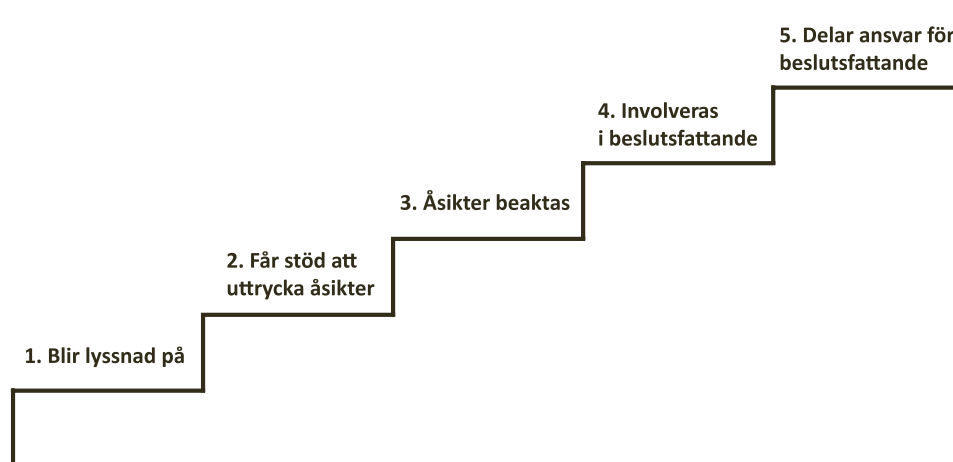 5. Delar ansvar för
beslutsfattande
4. Involveras
i beslutsfattande
3. Åsikter beaktas
2. Får stöd att
uttrycka åsikter
1. Blir lyssnad på